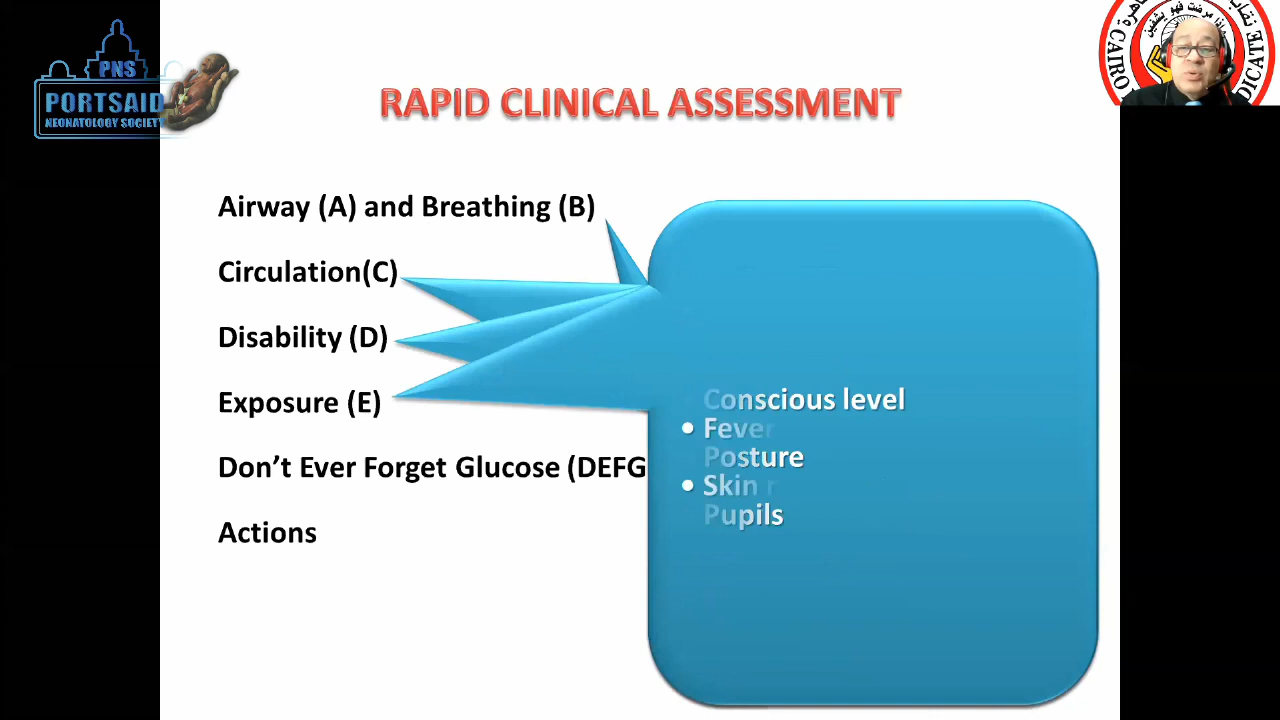 PNS
PORTSAID
NEONATOLOGY SOCIETY
RAPID CLINICAL ASSESSMENT
Airway (A) and Breathing (B)
Circulation(C)
Disability (D)
Exposure (E)
Don’t Ever Forget Glucose (DEFG
Actions
Conscious level
• Fever
Posture
• Skin r
Pupils
CAIRO